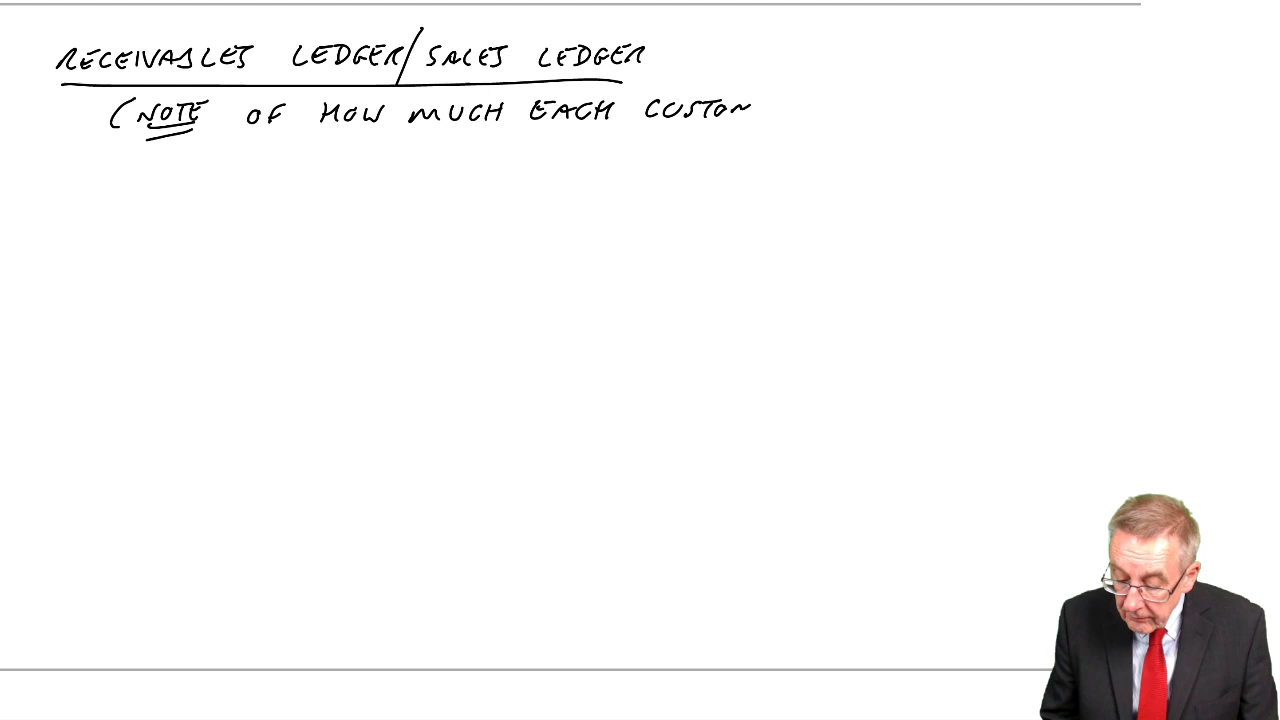 RECEIVABLES LEDGER/SALES LEDGER
(NOTE OF HOW MUCH EACH CUSTOM